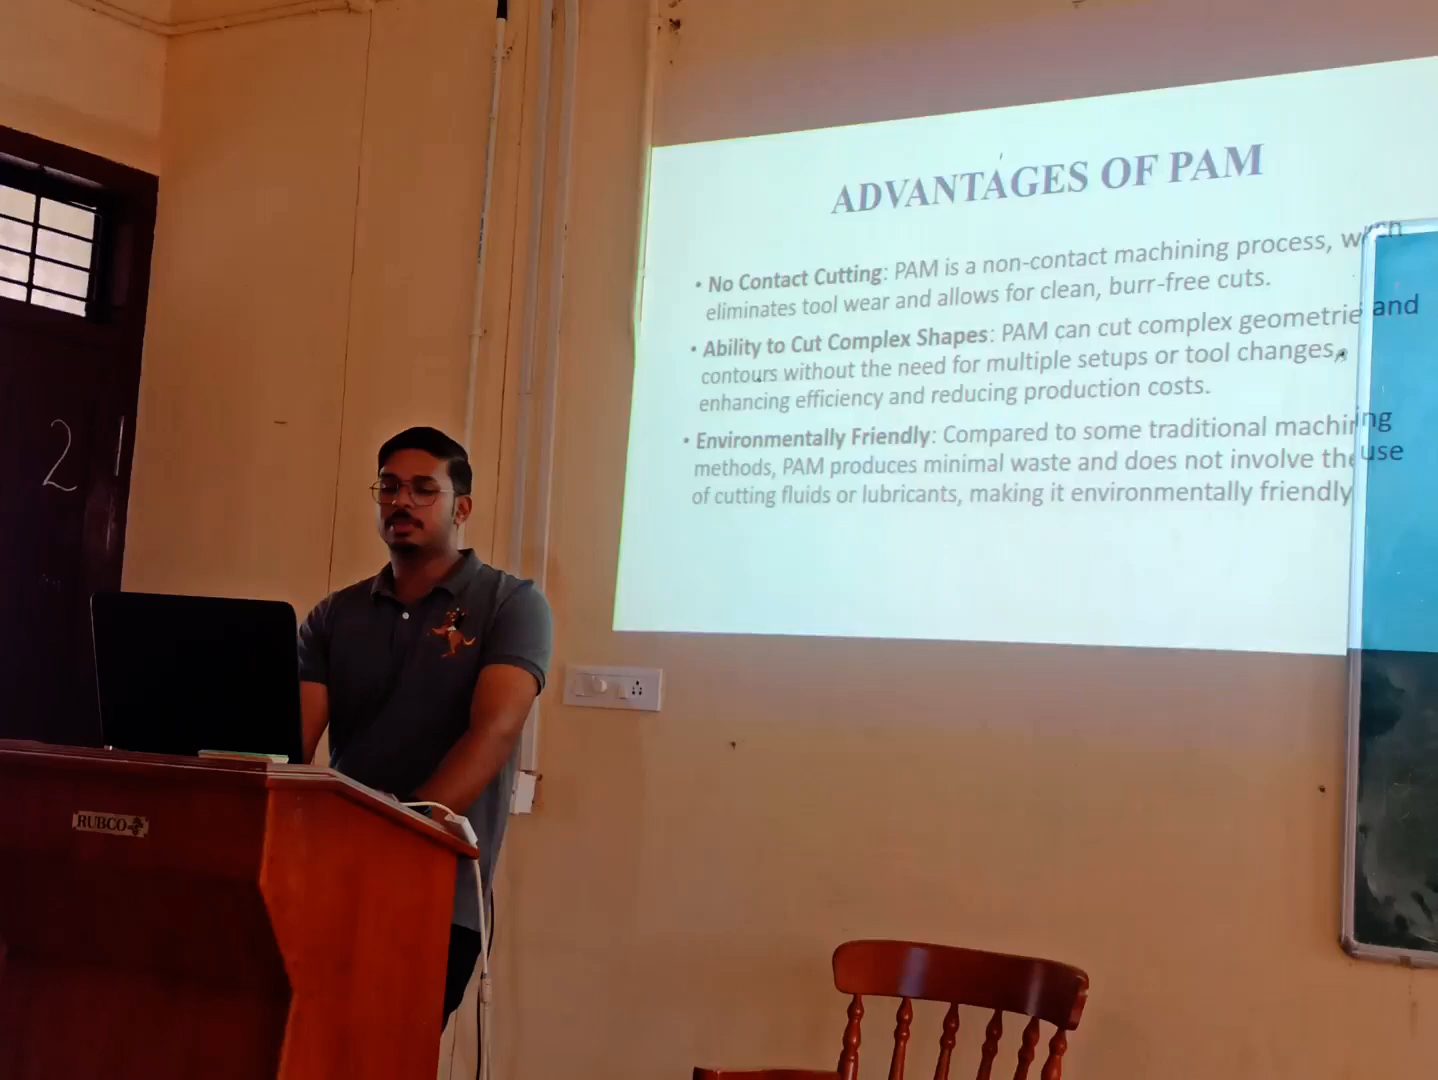 ADVANTAGES OF PAM
• No Contact Cutting: PAM is a non-contact machining process, which
eliminates tool wear and allows for clean, burr-free cuts.
• Ability to Cut Complex Shapes: PAM can cut complex geometrie and
contours without the need for multiple setups or tool changes,
enhancing efficiency and reducing production costs.
• Environmentally Friendly: Compared to some traditional machining
methods, PAM produces minimal waste and does not involve the use
of cutting fluids or lubricants, making it environmentally friendly
2
RUBCO